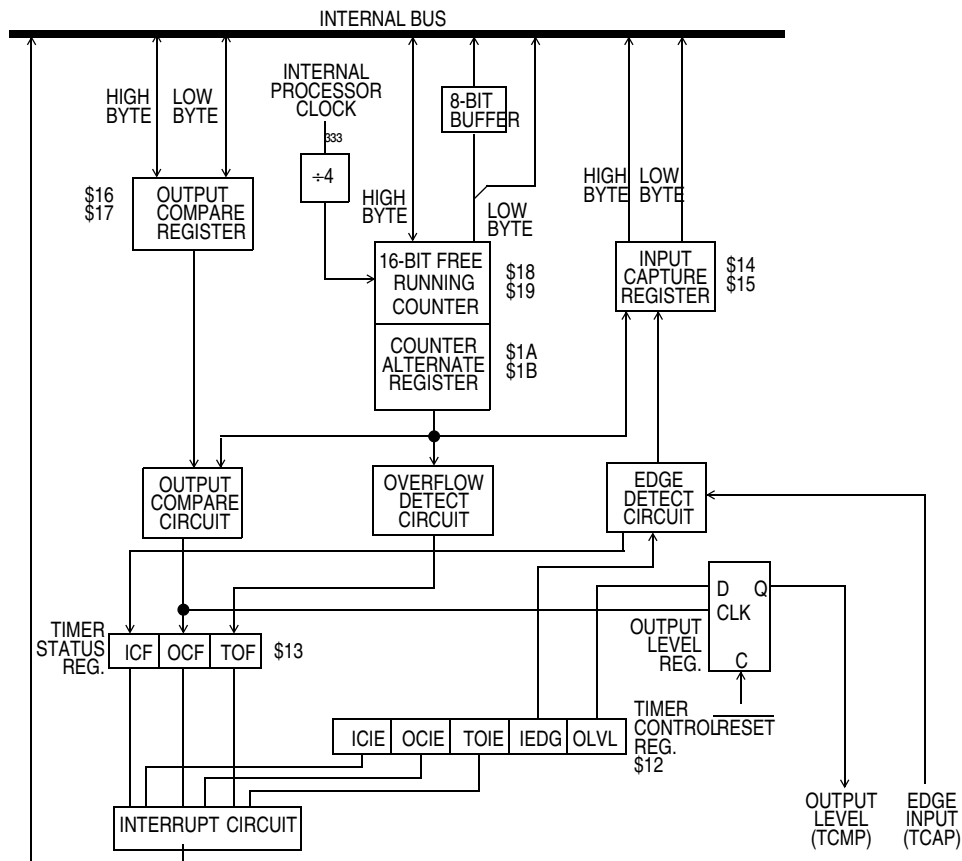 INTERNAL BUS
HIGH
BYTE
LOW
BYTE
INTERNAL
PROCESSOR
CLOCK
333
÷4
8-BIT
BUFFER
HIGH
BYTE
LOW
BYTE
HIGH
BYTE
LOW
BYTE
$16
$17
OUTPUT
COMPARE
REGISTER
16-BIT FREE
RUNNING
COUNTER
$18
$19
COUNTER
ALTERNATE
REGISTER
$1A
$1B
INPUT
CAPTURE
REGISTER
$14
$15
OUTPUT
COMPARE
CIRCUIT
OVERFLOW
DETECT
CIRCUIT
EDGE
DETECT
CIRCUIT
D Q
CLK
C
OUTPUT
LEVEL
REG.
TIMER
STATUS
REG.
ICF OCF TOF
$13
ICIE OCIE TOIE IEDG OLVL
TIMER
CONTROL
REG.
$12
RESET
INTERRUPT CIRCUIT
OUTPUT
LEVEL
(TCMP)
EDGE
INPUT
(TCAP)